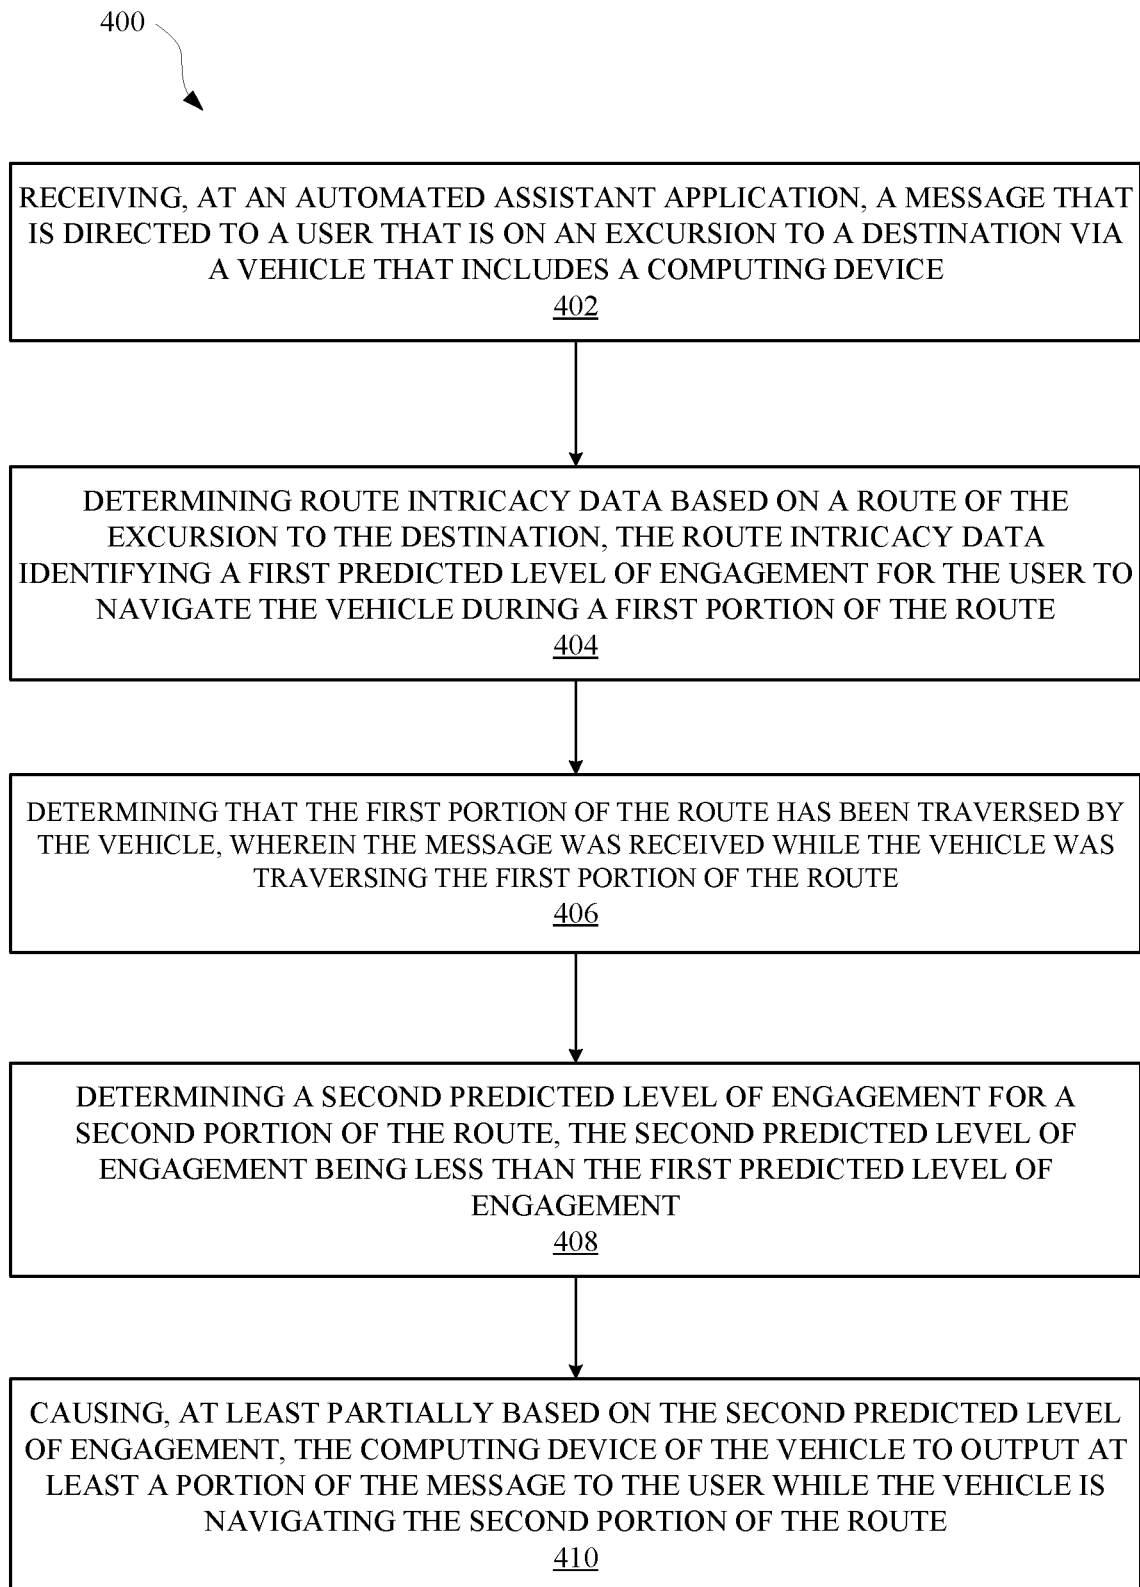 400
RECEIVING, AT AN AUTOMATED ASSISTANT APPLICATION, A MESSAGE THAT
IS DIRECTED TO A USER THAT IS ON AN EXCURSION TO A DESTINATION VIA
A VEHICLE THAT INCLUDES A COMPUTING DEVICE
402
DETERMINING ROUTE INTRICACY DATA BASED ON A ROUTE OF THE
EXCURSION TO THE DESTINATION, THE ROUTE INTRICACY DATA
IDENTIFYING A FIRST PREDICTED LEVEL OF ENGAGEMENT FOR THE USER TO
NAVIGATE THE VEHICLE DURING A FIRST PORTION OF THE ROUTE
404
DETERMINING THAT THE FIRST PORTION OF THE ROUTE HAS BEEN TRAVERSED BY
THE VEHICLE, WHEREIN THE MESSAGE WAS RECEIVED WHILE THE VEHICLE WAS
TRAVERSING THE FIRST PORTION OF THE ROUTE
406
DETERMINING A SECOND PREDICTED LEVEL OF ENGAGEMENT FOR A
SECOND PORTION OF THE ROUTE, THE SECOND PREDICTED LEVEL OF
ENGAGEMENT BEING LESS THAN THE FIRST PREDICTED LEVEL OF
ENGAGEMENT
408
CAUSING, AT LEAST PARTIALLY BASED ON THE SECOND PREDICTED LEVEL
OF ENGAGEMENT, THE COMPUTING DEVICE OF THE VEHICLE TO OUTPUT AT
LEAST A PORTION OF THE MESSAGE TO THE USER WHILE THE VEHICLE IS
NAVIGATING THE SECOND PORTION OF THE ROUTE
410